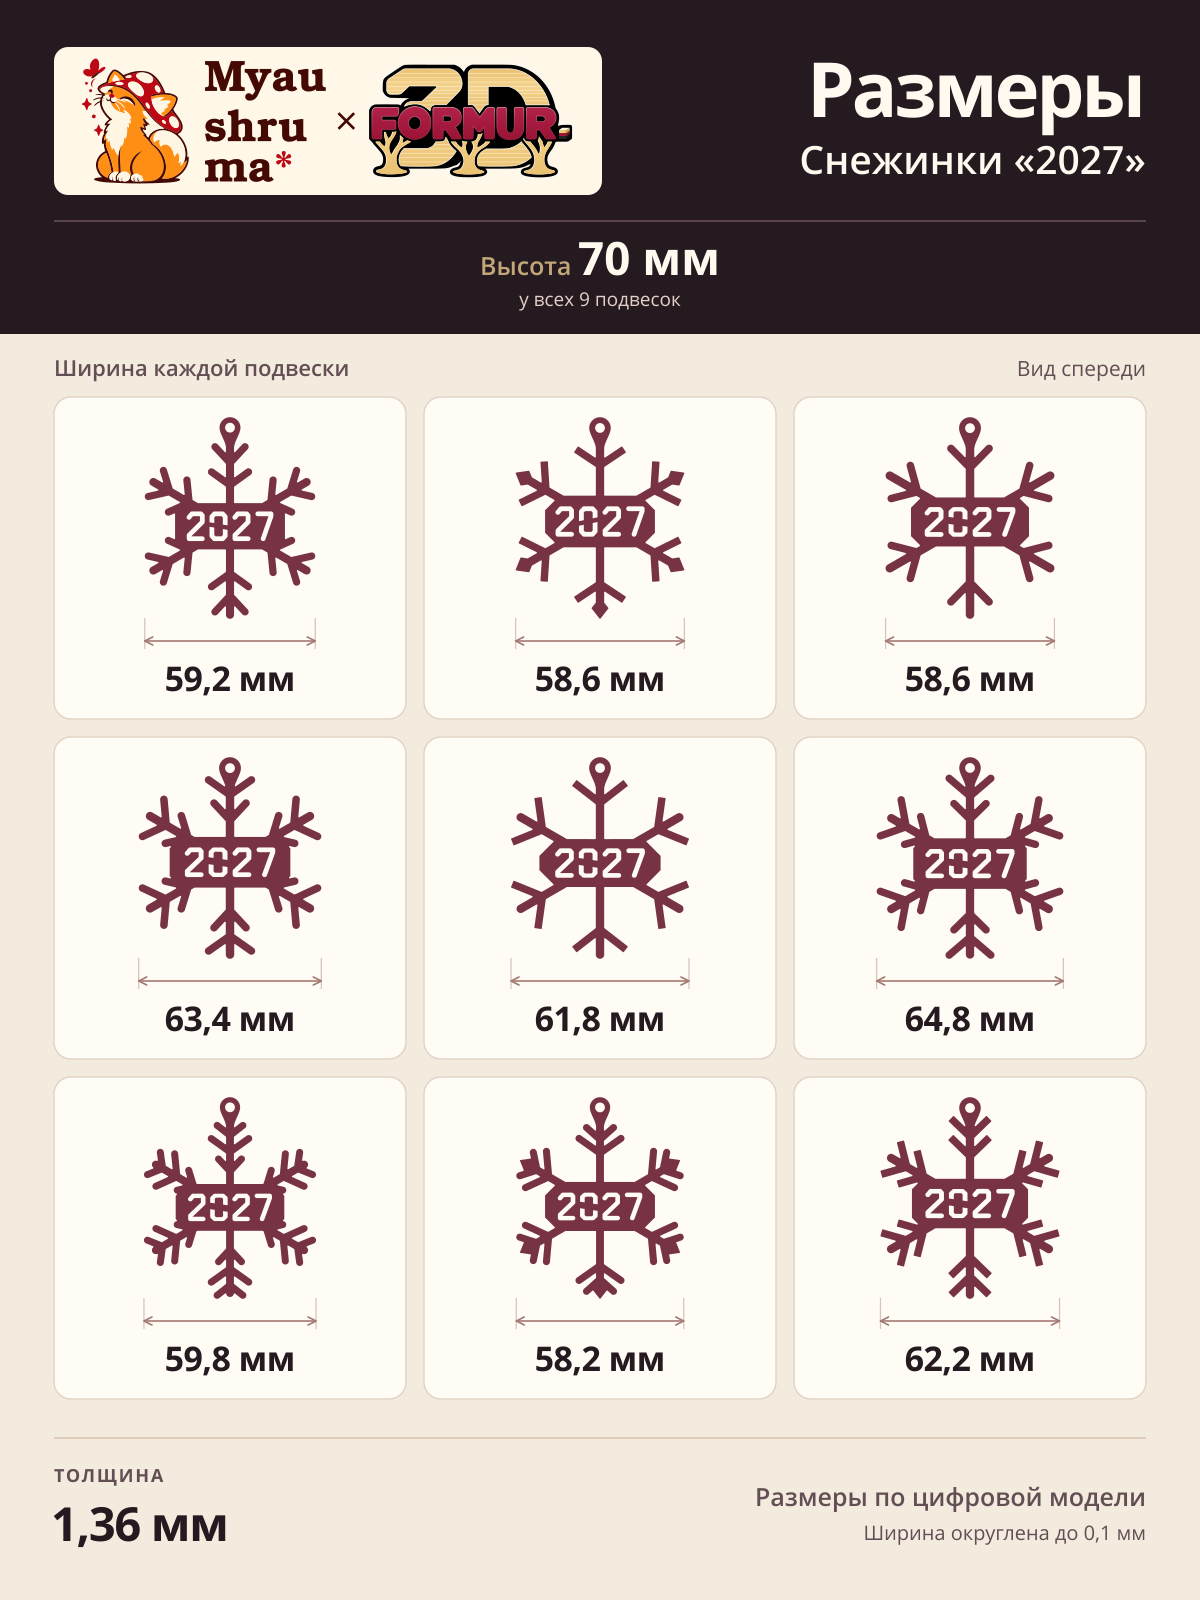 Myau
shru
ma*
×
3D
FORMUR
Размеры
Снежинки «2027»
Высота 70 мм
у всех 9 подвесок
Ширина каждой подвески
Вид спереди
2027
2027
2027
59,2 мм
58,6 мм
58,6 мм
2027
2027
2027
63,4 мм
61,8 мм
64,8 мм
2027
2027
2027
59,8 мм
58,2 мм
62,2 мм
ТОЛЩИНА
1,36 мм
Размеры по цифровой модели
Ширина округлена до 0,1 мм